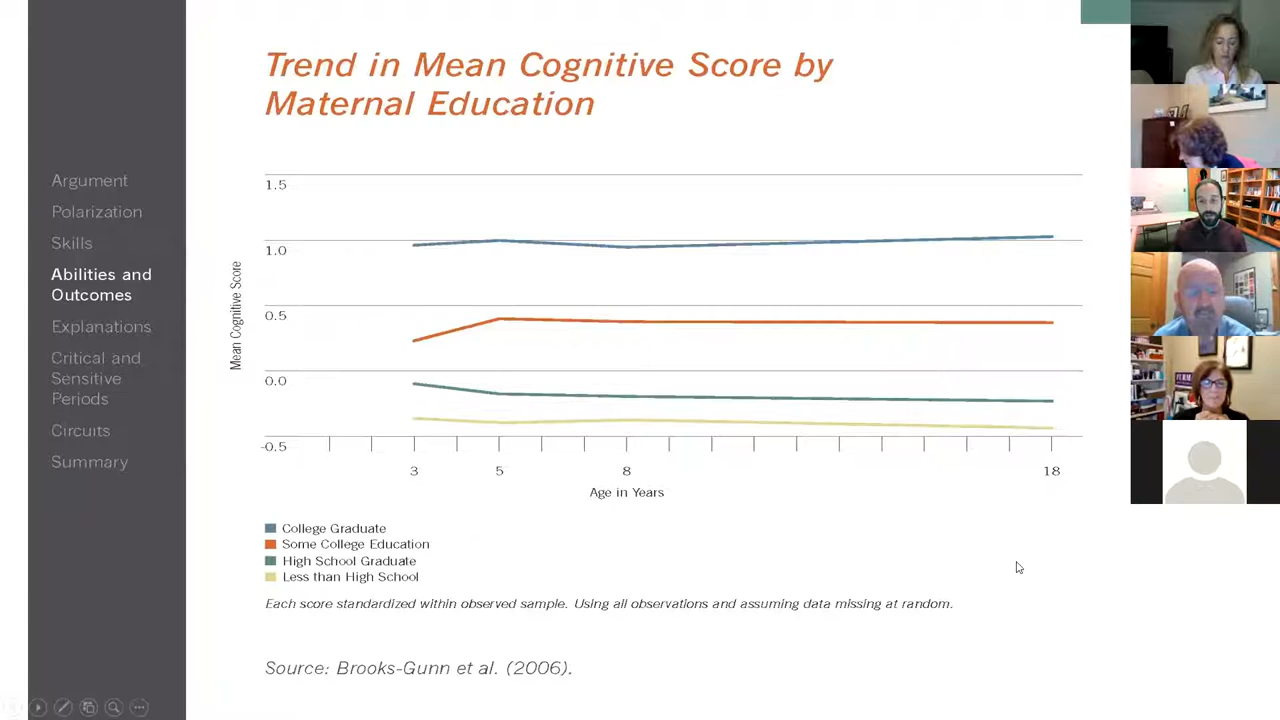 Trend in Mean Cognitive Score by
Maternal Education
Argument
Polarization
Skills
Abilities and
Outcomes
Explanations
Critical and
Sensitive
Periods
Circuits
Summary
Mean Cognitive Score
1.5
1.0
0.5
0.0
-0.5
3
5
8
18
Age in Years
College Graduate
Some College Education
High School Graduate
Less than High School
Each score standardized within observed sample. Using all observations and assuming data missing at random.
Source: Brooks-Gunn et al. (2006).